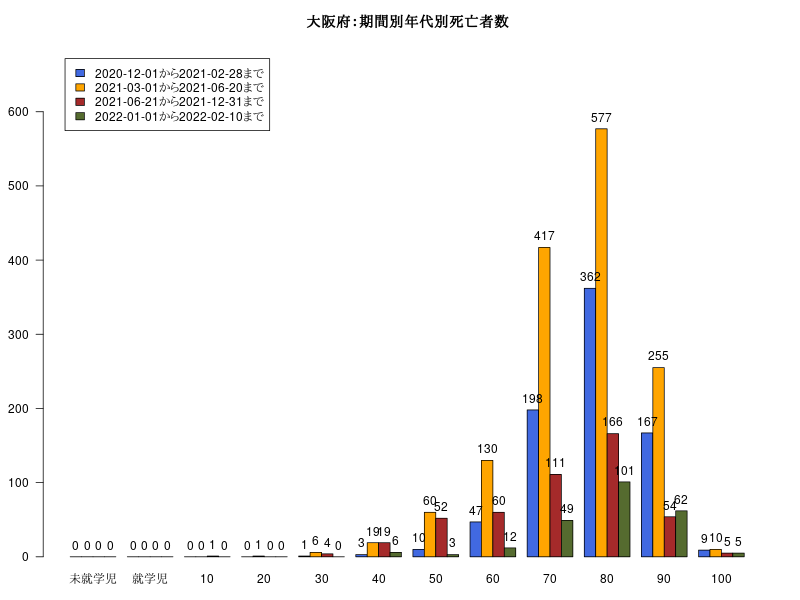 大阪府:期間別年代別死亡者数
2020-12-01から2021-02-28まで
2021-03-01から2021-06-20まで
2021-06-21から2021-12-31まで
2022-01-01から2022-02-10まで
600
500
400
300
200
100
0
0 0 0 0
0 0 0 0
0 0 1 0
0 1 0 0
1 6 4 0
3 19 19 6
10 60 52 3
47 130 60 12
198 417 111 49
362 577 166 101
167 255 54 62
9 10 5 5
未就学児 就学児 10 20 30 40 50 60 70 80 90 100